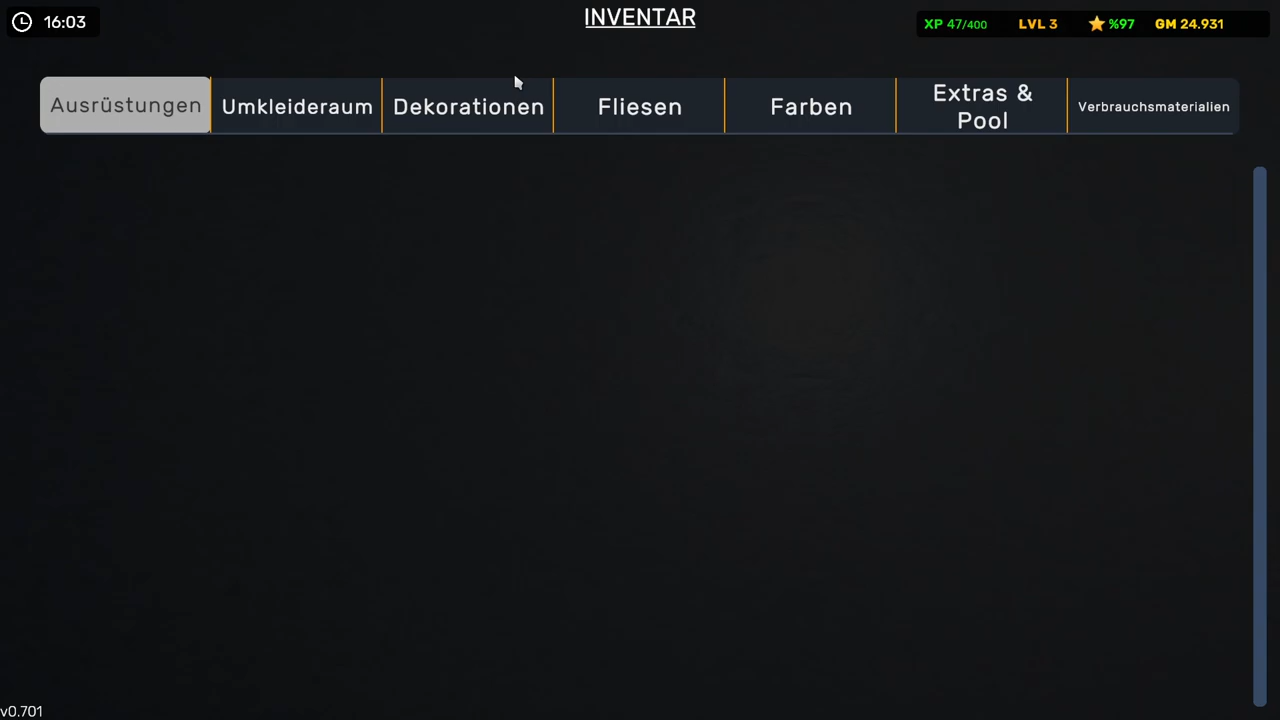 16:03
INVENTAR
XP 47/400 LVL 3 %97 GM 24.931
Ausrüstungen Umkleideraum Dekorationen Fliesen Farben Extras &
Pool Verbrauchsmaterialien
v0.701